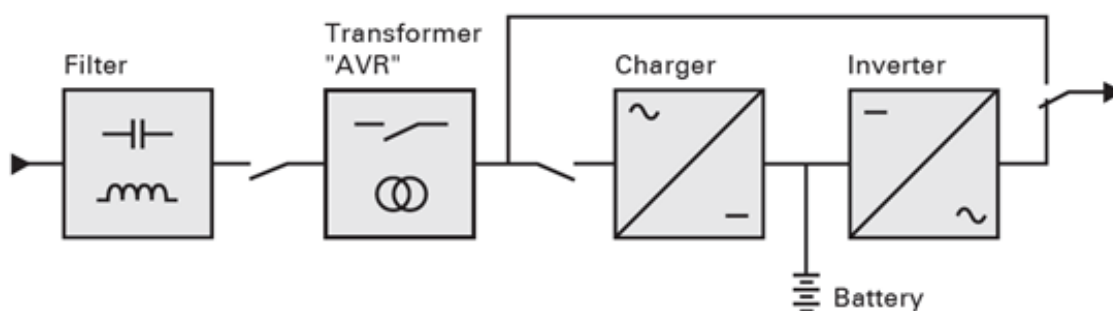 Filter
Transformer
"AVR"
Charger
Inverter
Battery